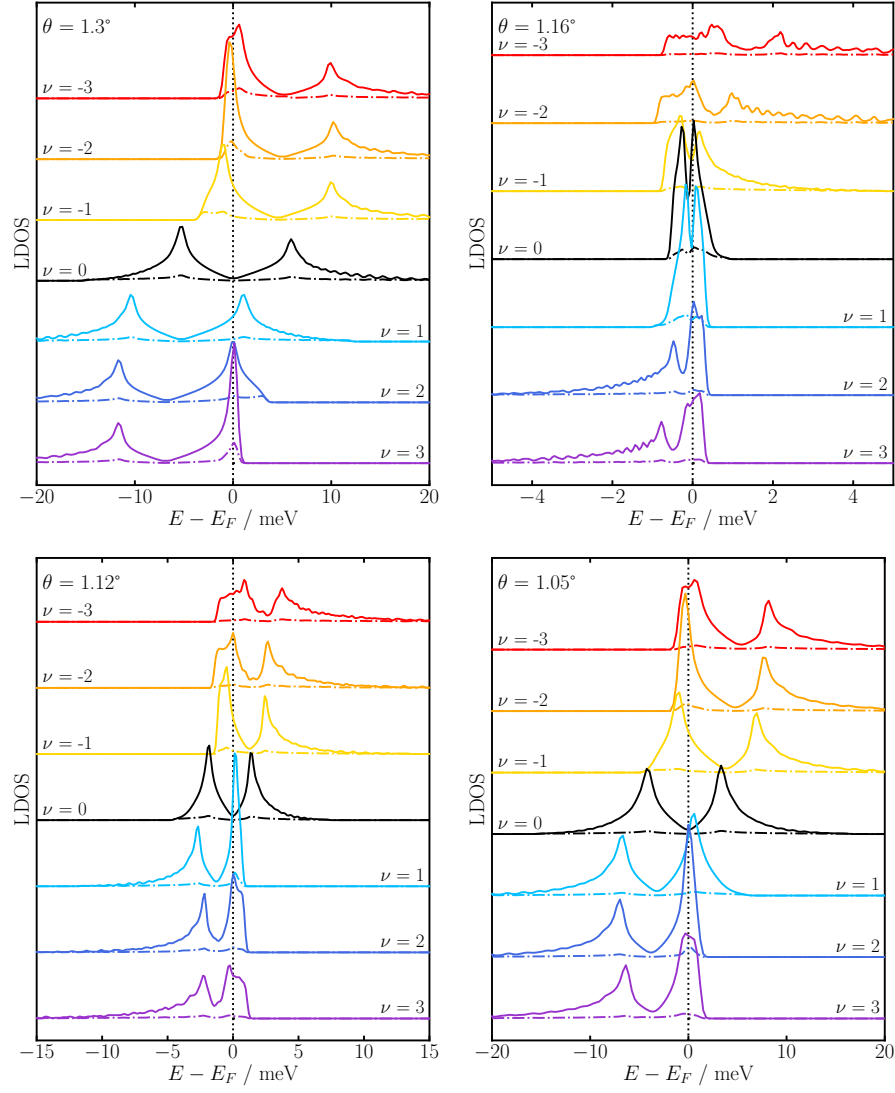 θ = 1.3°
ν = -3
ν = -2
ν = -1
ν = 0
ν = 1
ν = 2
ν = 3
LDOS
−20 −10 0 10 20
E − E_F / meV
θ = 1.16°
ν = -3
ν = -2
ν = -1
ν = 0
ν = 1
ν = 2
ν = 3
LDOS
−4 −2 0 2 4
E − E_F / meV
θ = 1.12°
ν = -3
ν = -2
ν = -1
ν = 0
ν = 1
ν = 2
ν = 3
LDOS
−15 −10 −5 0 5 10 15
E − E_F / meV
θ = 1.05°
ν = -3
ν = -2
ν = -1
ν = 0
ν = 1
ν = 2
ν = 3
LDOS
−20 −10 0 10 20
E − E_F / meV